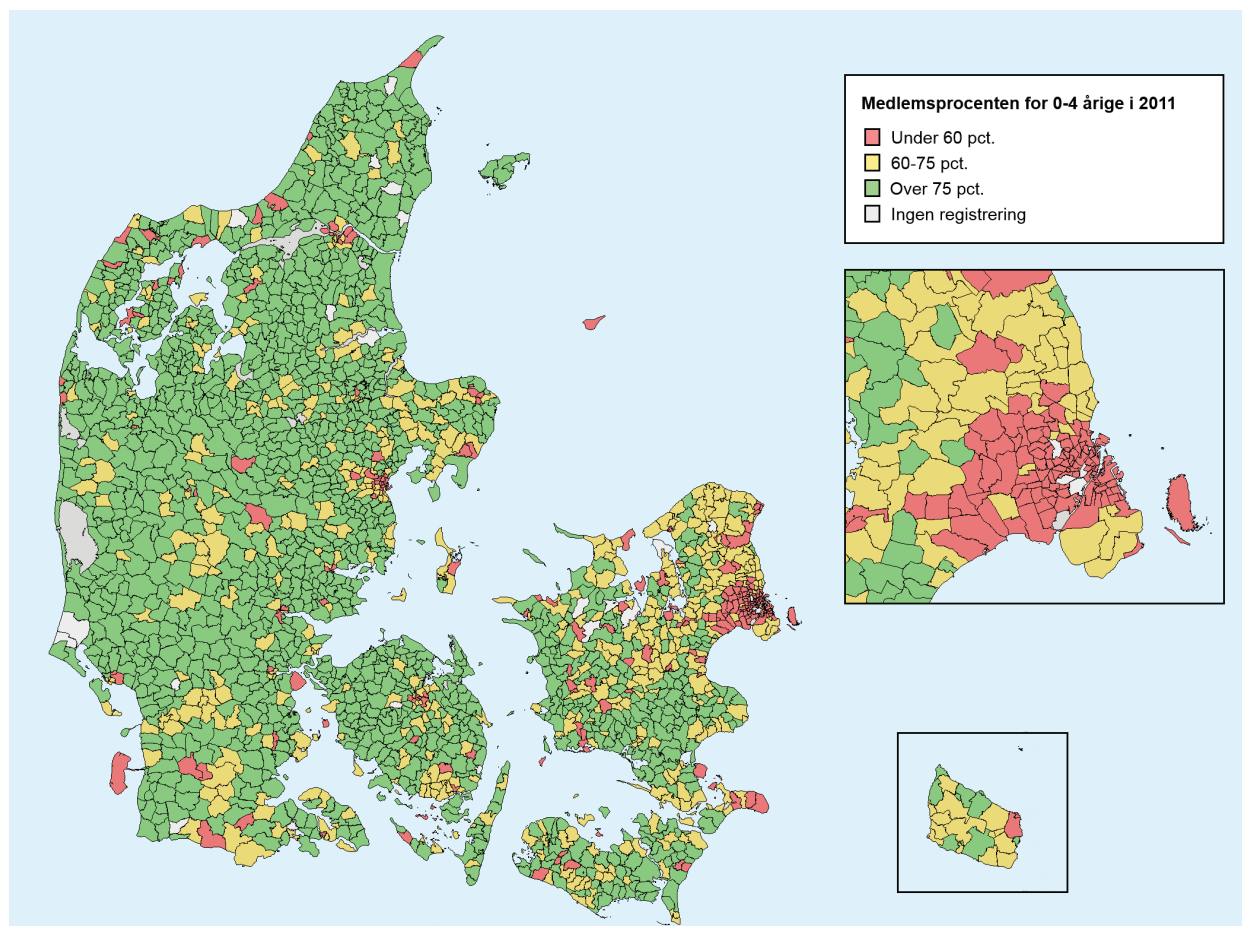 Medlemsprocenten for 0-4 årige i 2011
Under 60 pct.
60-75 pct.
Over 75 pct.
Ingen registrering